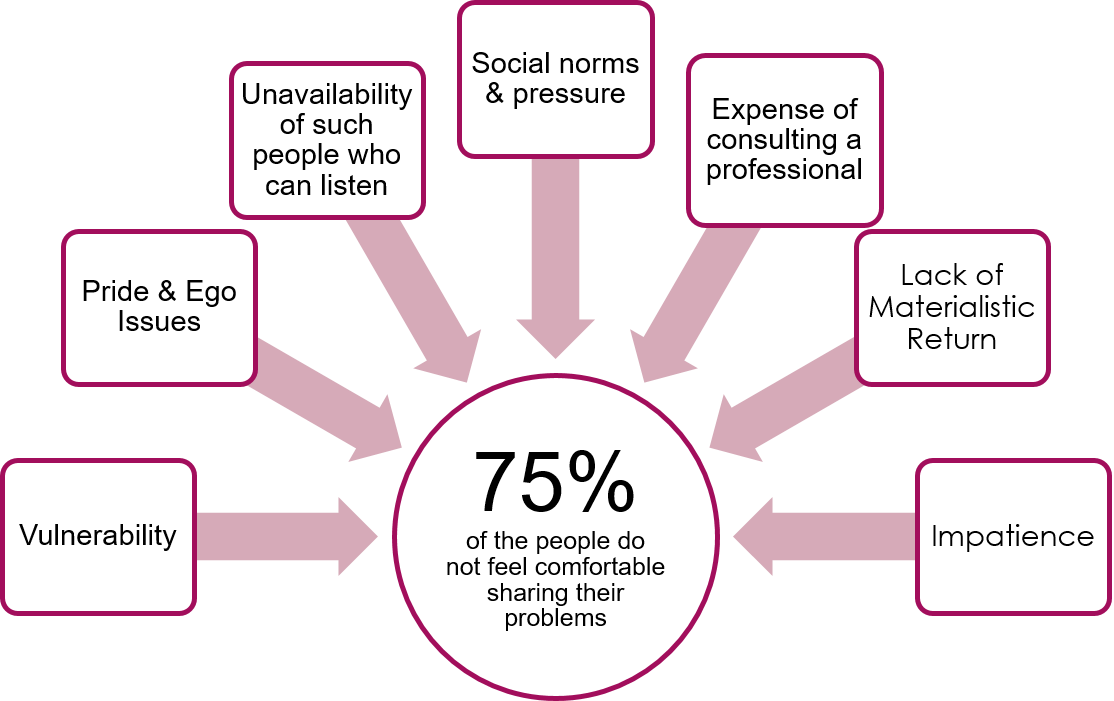 Social norms
& pressure
Unavailability
of such
people who
can listen
Expense of
consulting a
professional
Pride & Ego
Issues
Lack of
Materialistic
Return
Vulnerability
75%
of the people do
not feel comfortable
sharing their
problems
Impatience